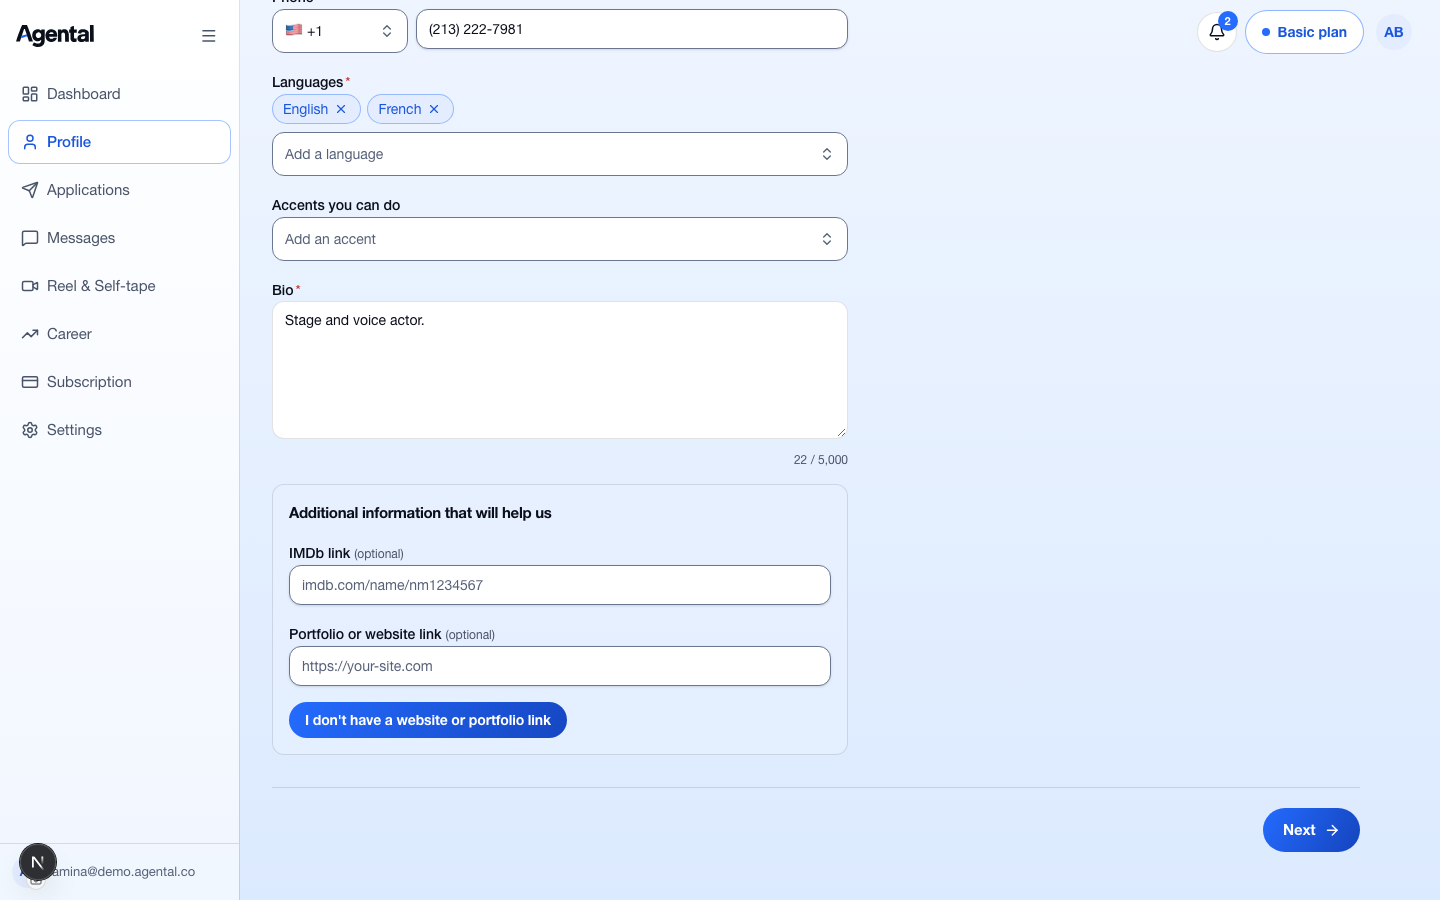 Agental
Dashboard
Profile
Applications
Messages
Reel & Self-tape
Career
Subscription
Settings
amina@demo.agental.co
N
2
Basic plan
AB
+1
(213) 222-7981
Languages*
English
French
Add a language
Accents you can do
Add an accent
Bio*
Stage and voice actor.
22 / 5,000
Additional information that will help us
IMDb link (optional)
imdb.com/name/nm1234567
Portfolio or website link (optional)
https://your-site.com
I don't have a website or portfolio link
Next